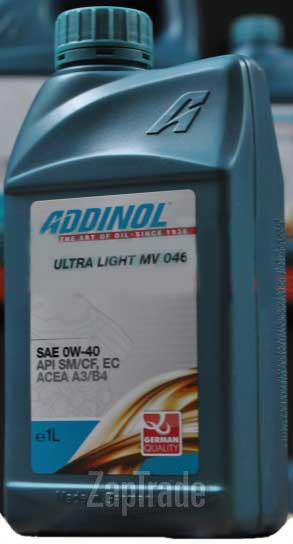 ADDINOL
THE ART OF OIL - SINCE 1936
ULTRA LIGHT MV 046
SAE 0W-40
API SM/CF, EC
ACEA A3/B4
e1L
GERMAN
QUALITY
ZapTrade